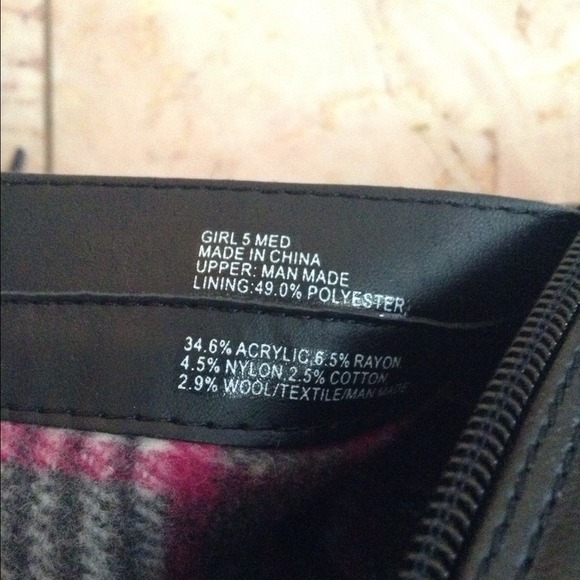 GIRL 5 MED
MADE IN CHINA
UPPER: MAN MADE
LINING:49.0% POLYESTER,
34.6% ACRYLIC,6.5% RAYON,
4.5% NYLON,2.5% COTTON
2.9% WOOL/TEXTILE/MAN MADE